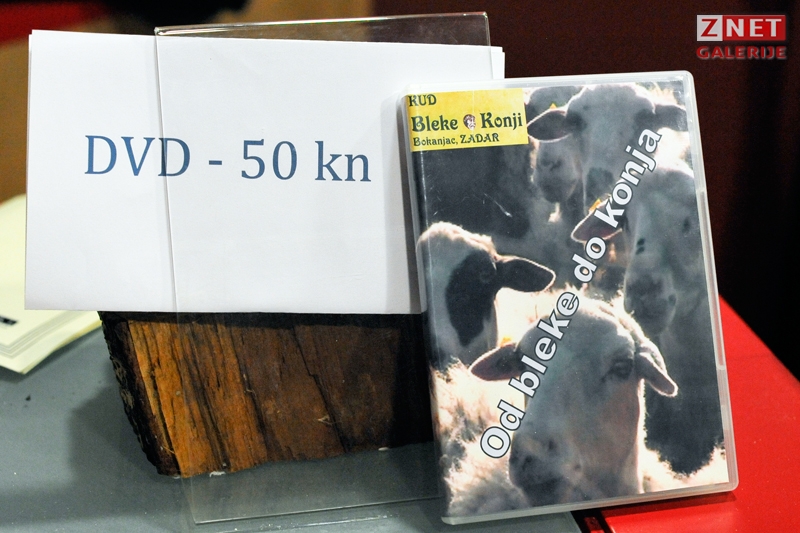 ZNET
GALERIJE
DVD - 50 kn
KUD
Bleke Konji
Bokanjac, ZADAR
Od bleke do konja